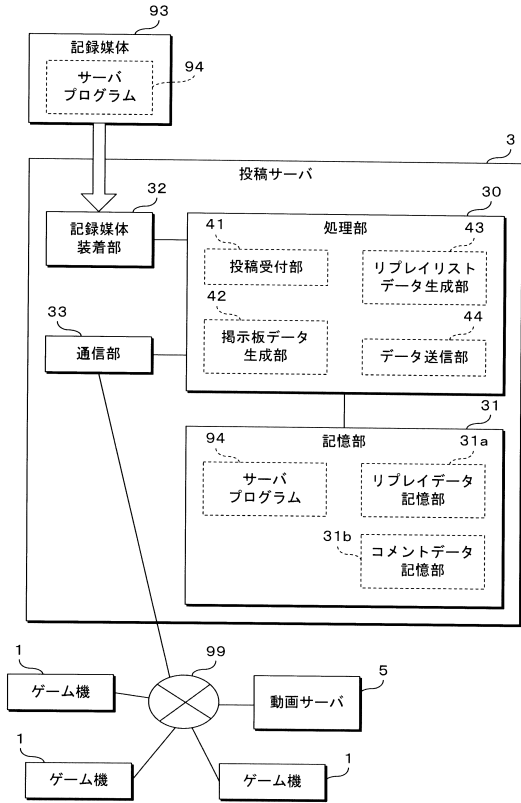 93
記録媒体
サーバ
プログラム
94
3
投稿サーバ
32
記録媒体
装着部
30
処理部
41
投稿受付部
43
リプレイリスト
データ生成部
42
掲示板データ
生成部
44
データ送信部
33
通信部
31
記憶部
94
サーバ
プログラム
31a
リプレイデータ
記憶部
31b
コメントデータ
記憶部
99
1
ゲーム機
5
動画サーバ
1
ゲーム機
1
ゲーム機